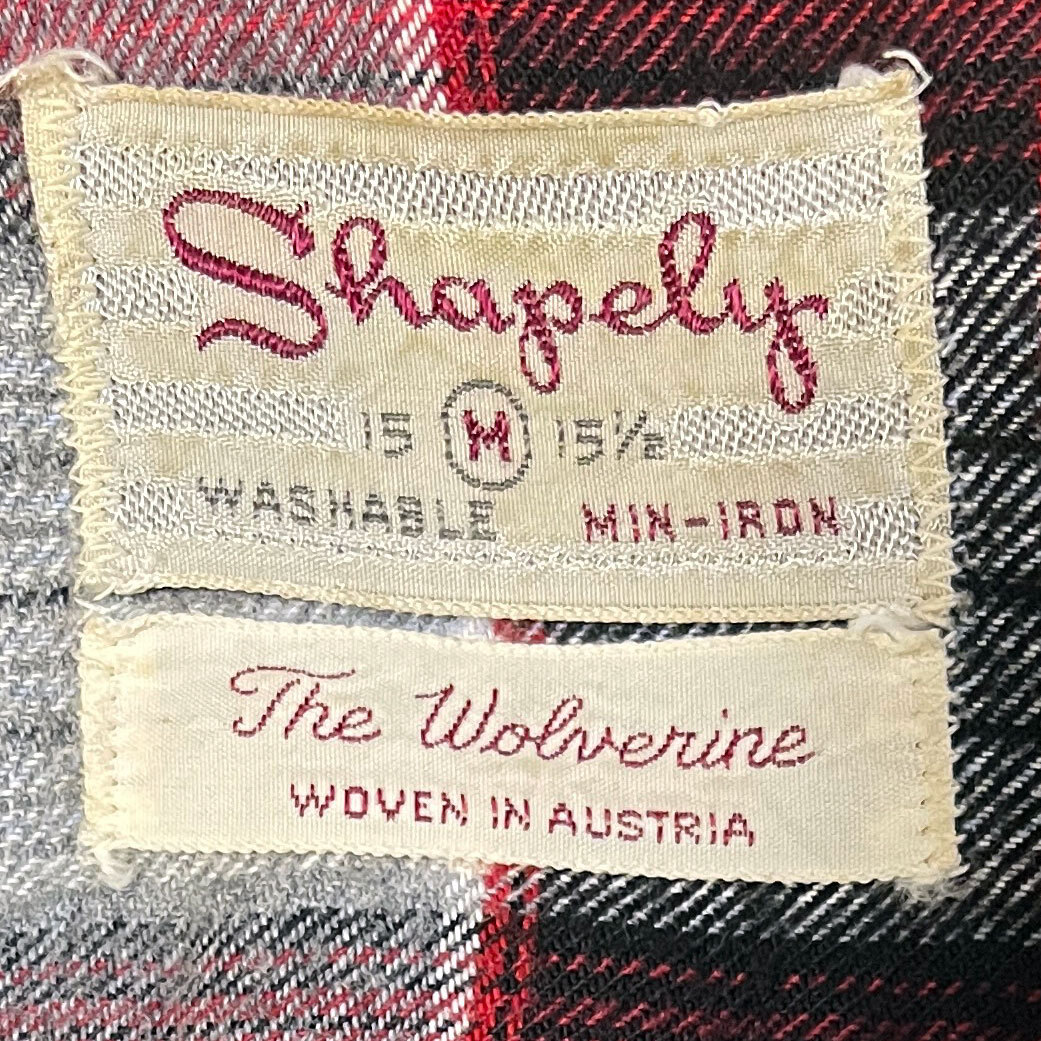 Shapely
15 M 15½
WASHABLE MIN-IRON
The Wolverine
WOVEN IN AUSTRIA